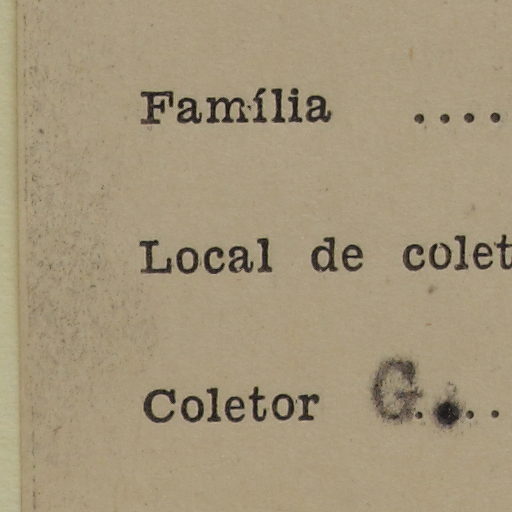 Família ....
Local de colet
Coletor G. ..